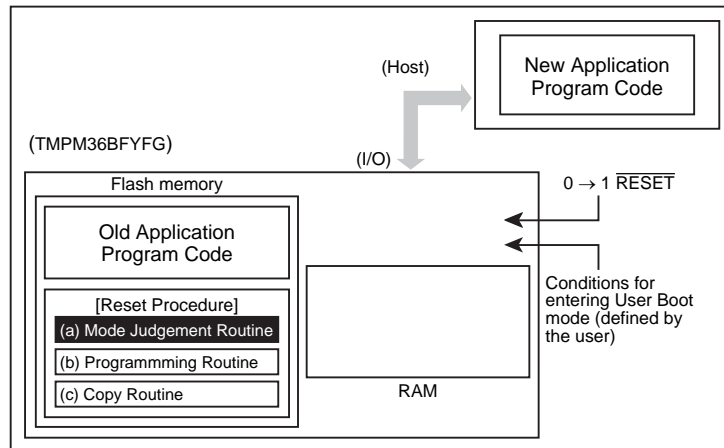 (Host)
New Application
Program Code
(TMPM36BFYFG)
(I/O)
Flash memory
0 → 1 RESET
Old Application
Program Code
[Reset Procedure]
(a) Mode Judgement Routine
(b) Programmming Routine
(c) Copy Routine
RAM
Conditions for
entering User Boot
mode (defined by
the user)